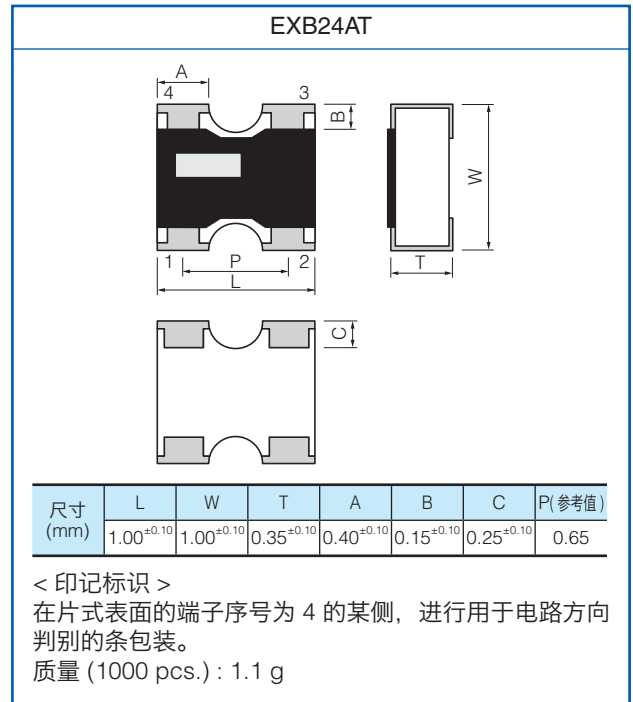 EXB24AT
A
4 3
B
W
1 P 2
T
L
C
尺寸 (mm) L W T A B C P(参考值)
1.00±0.10 1.00±0.10 0.35±0.10 0.40±0.10 0.15±0.10 0.25±0.10 0.65
< 印记标识 >
在片式表面的端子序号为 4 的某侧，进行用于电路方向
判别的条包装。
质量 (1000 pcs.) : 1.1 g